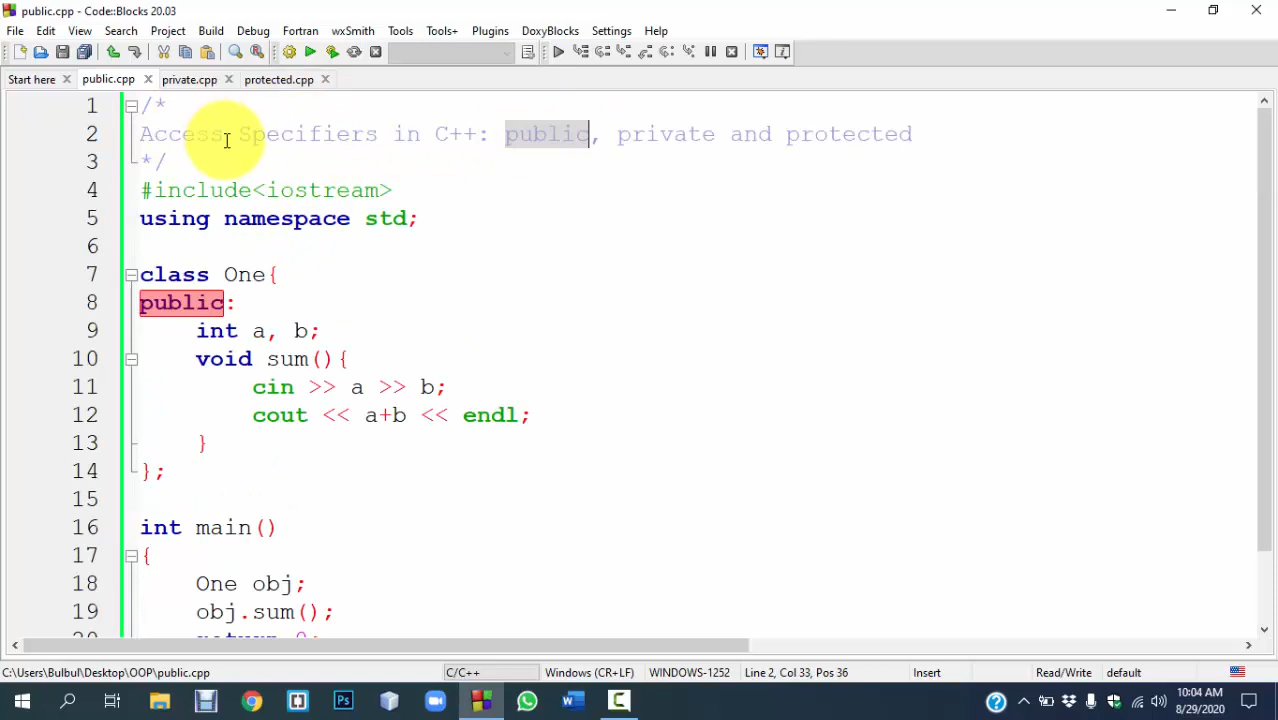 public.cpp - Code::Blocks 20.03
File Edit View Search Project Build Debug Fortran wxSmith Tools Tools+ Plugins DoxyBlocks Settings Help
Start here public.cpp private.cpp protected.cpp
1 /*
2 Access Specifiers in C++: public, private and protected
3 */
4 #include<iostream>
5 using namespace std;
6
7 class One{
8 public:
9 int a, b;
10 void sum(){
11 cin >> a >> b;
12 cout << a+b << endl;
13 }
14 };
15
16 int main()
17 {
18 One obj;
19 obj.sum();
20 return 0;
C:\Users\Bulbul\Desktop\OOP\public.cpp C/C++ Windows (CR+LF) WINDOWS-1252 Line 2, Col 33, Pos 36 Insert Read/Write default
10:04 AM
8/29/2020